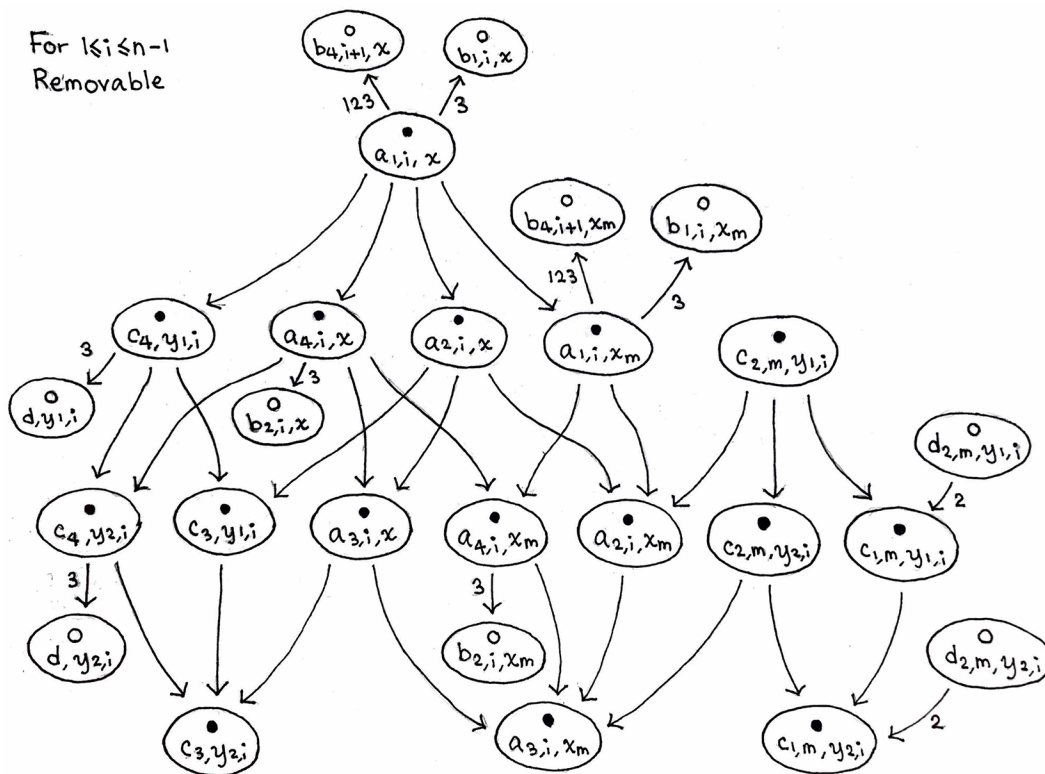 For 1≤i≤n-1
Removable
b4,i+1,x
b1,i,x
123
3
a1,i,x
b4,i+1,xm
b1,i,xm
123
3
c4,y1,i
a4,i,x
a2,i,x
a1,i,xm
c2,m,y1,i
3
3
d,y1,i
b2,i,x
d2,m,y1,i
2
c4,y2,i
c3,y1,i
a3,i,x
a4,i,xm
a2,i,xm
c2,m,y2,i
c1,m,y1,i
3
3
d,y2,i
b2,i,xm
d2,m,y2,i
2
c3,y2,i
a3,i,xm
c1,m,y2,i